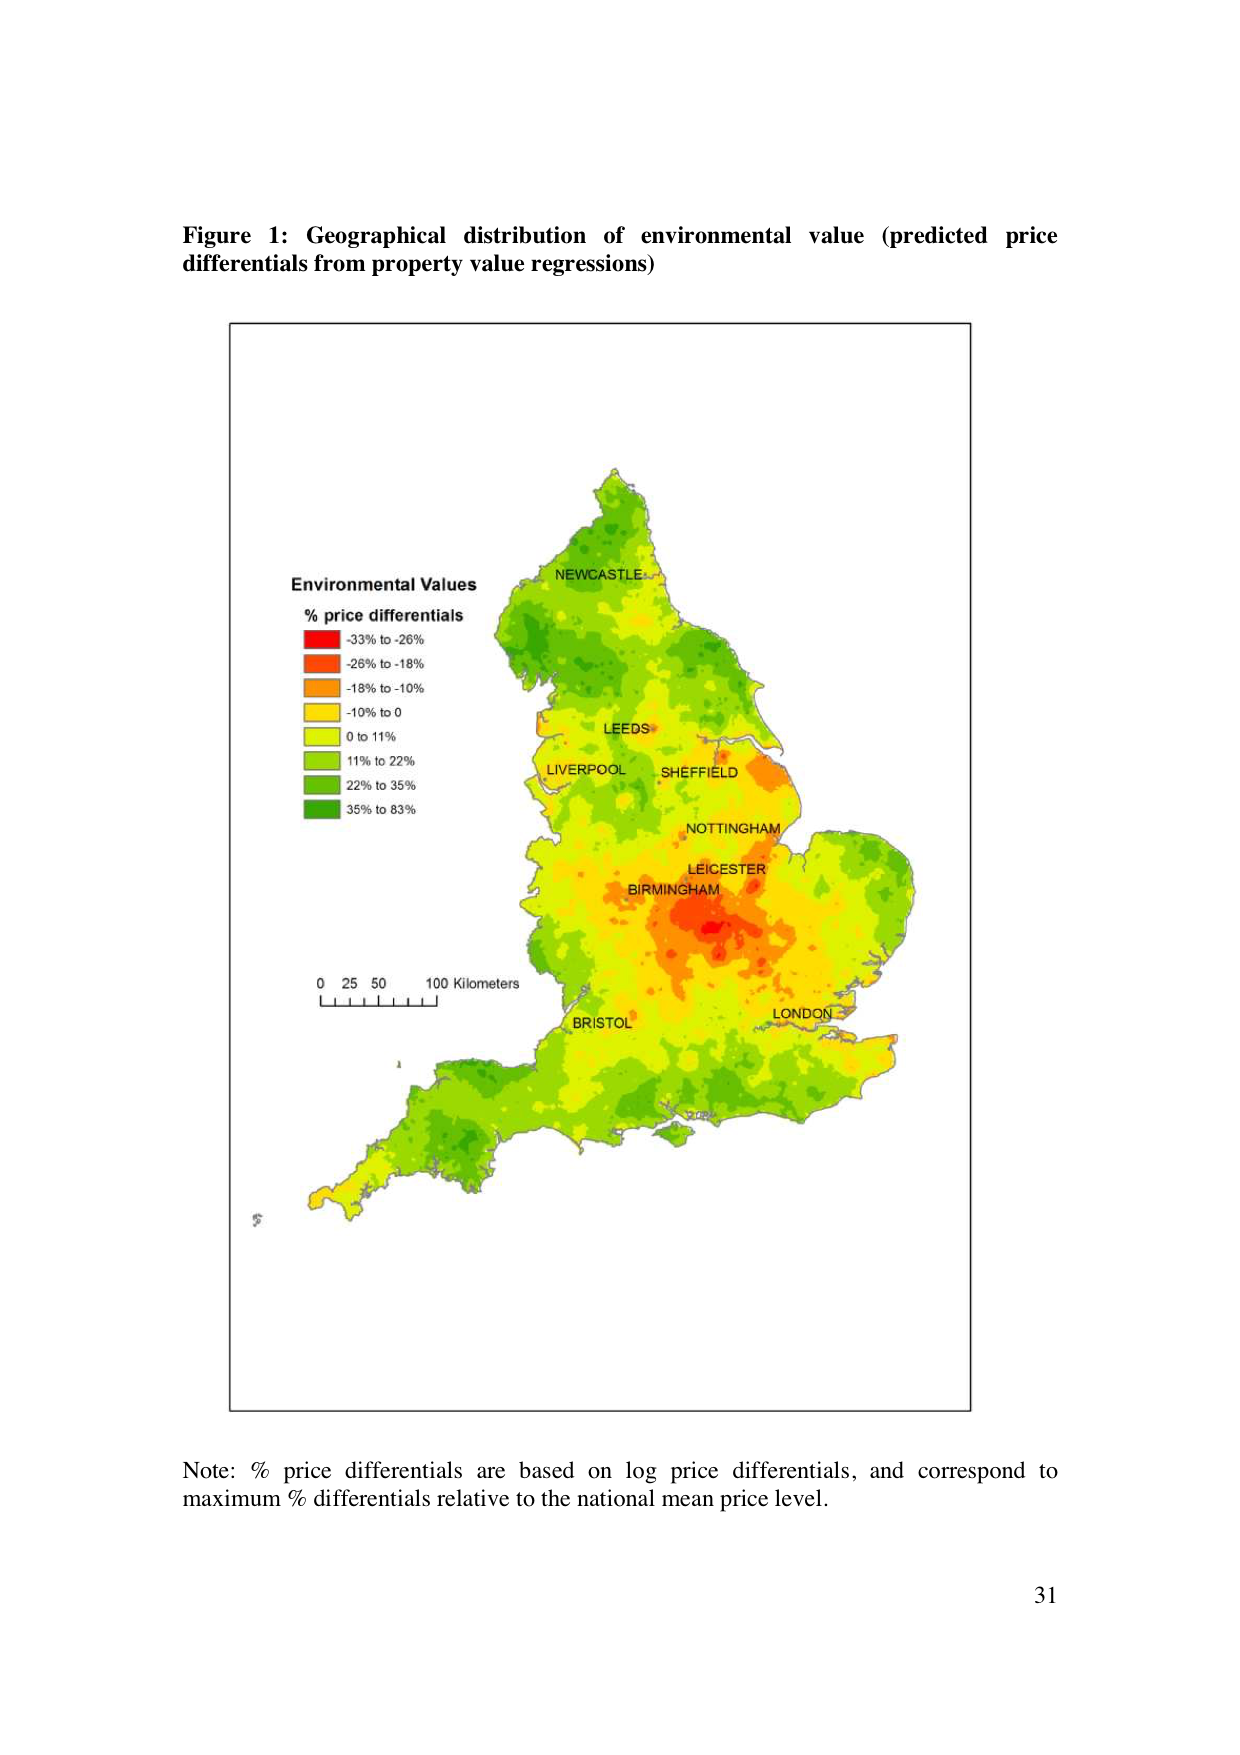 Figure 1: Geographical distribution of environmental value (predicted price
differentials from property value regressions)
Environmental Values
% price differentials
-33% to -26%
-26% to -18%
-18% to -10%
-10% to 0
0 to 11%
11% to 22%
22% to 35%
35% to 83%
NEWCASTLE
LEEDS
LIVERPOOL
SHEFFIELD
NOTTINGHAM
LEICESTER
BIRMINGHAM
0 25 50 100 Kilometers
LONDON
BRISTOL
Note: % price differentials are based on log price differentials, and correspond to
maximum % differentials relative to the national mean price level.
31